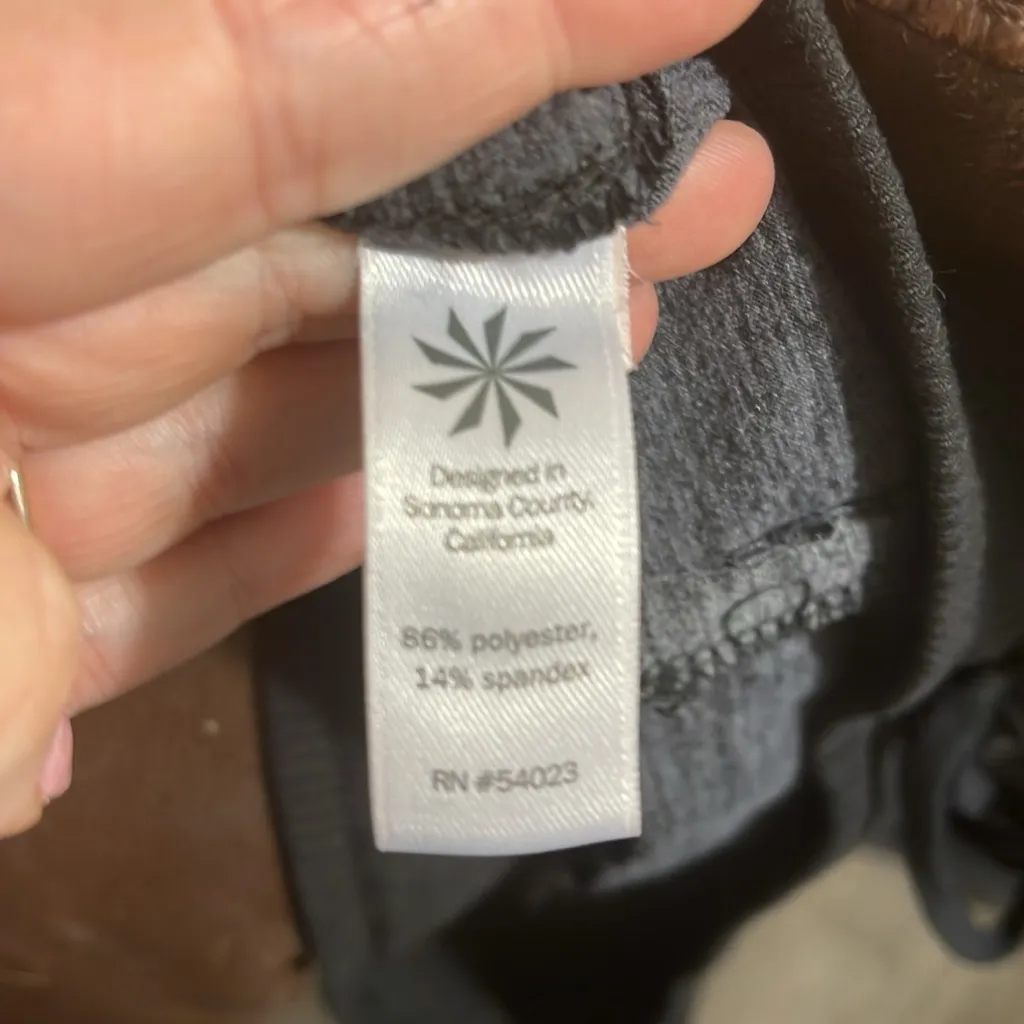 Designed in
Sonoma County,
California
86% polyester,
14% spandex
RN #54023